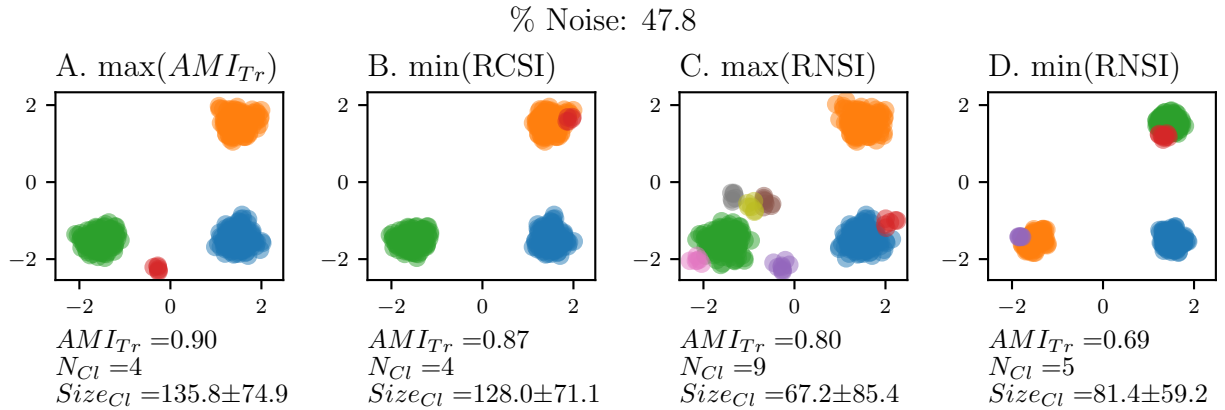 % Noise: 47.8
A. max(AMI_Tr) B. min(RCSI) C. max(RNSI) D. min(RNSI)
2 2 2 2
0 0 0 0
−2 −2 −2 −2
−2 0 2 −2 0 2 −2 0 2 −2 0 2
AMI_Tr =0.90 AMI_Tr =0.87 AMI_Tr =0.80 AMI_Tr =0.69
N_Cl =4 N_Cl =4 N_Cl =9 N_Cl =5
Size_Cl =135.8±74.9 Size_Cl =128.0±71.1 Size_Cl =67.2±85.4 Size_Cl =81.4±59.2